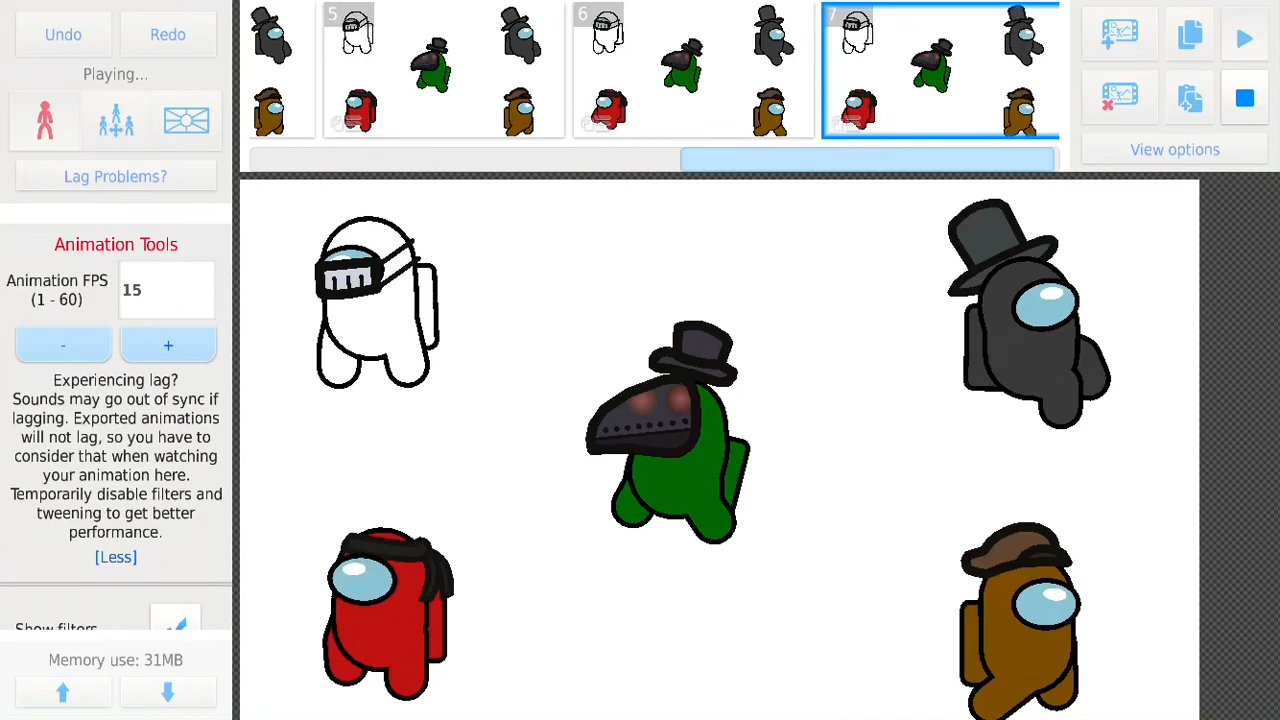 Undo
Redo
Playing...
Lag Problems?
5
6
7
View options
Animation Tools
Animation FPS
(1 - 60)
15
-
+
Experiencing lag?
Sounds may go out of sync if
lagging. Exported animations
will not lag, so you have to
consider that when watching
your animation here.
Temporarily disable filters and
tweening to get better
performance.
[Less]
Show filters
Memory use: 31MB